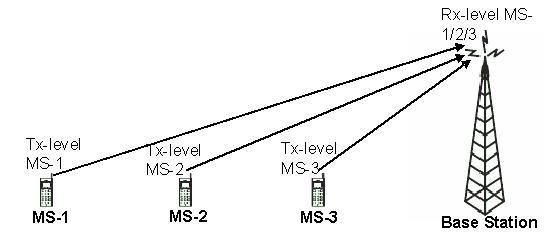 Rx-level MS-
1/2/3
Tx-level
MS-1
Tx-level
MS-2
Tx-level
MS-3
MS-1
MS-2
MS-3
Base Station